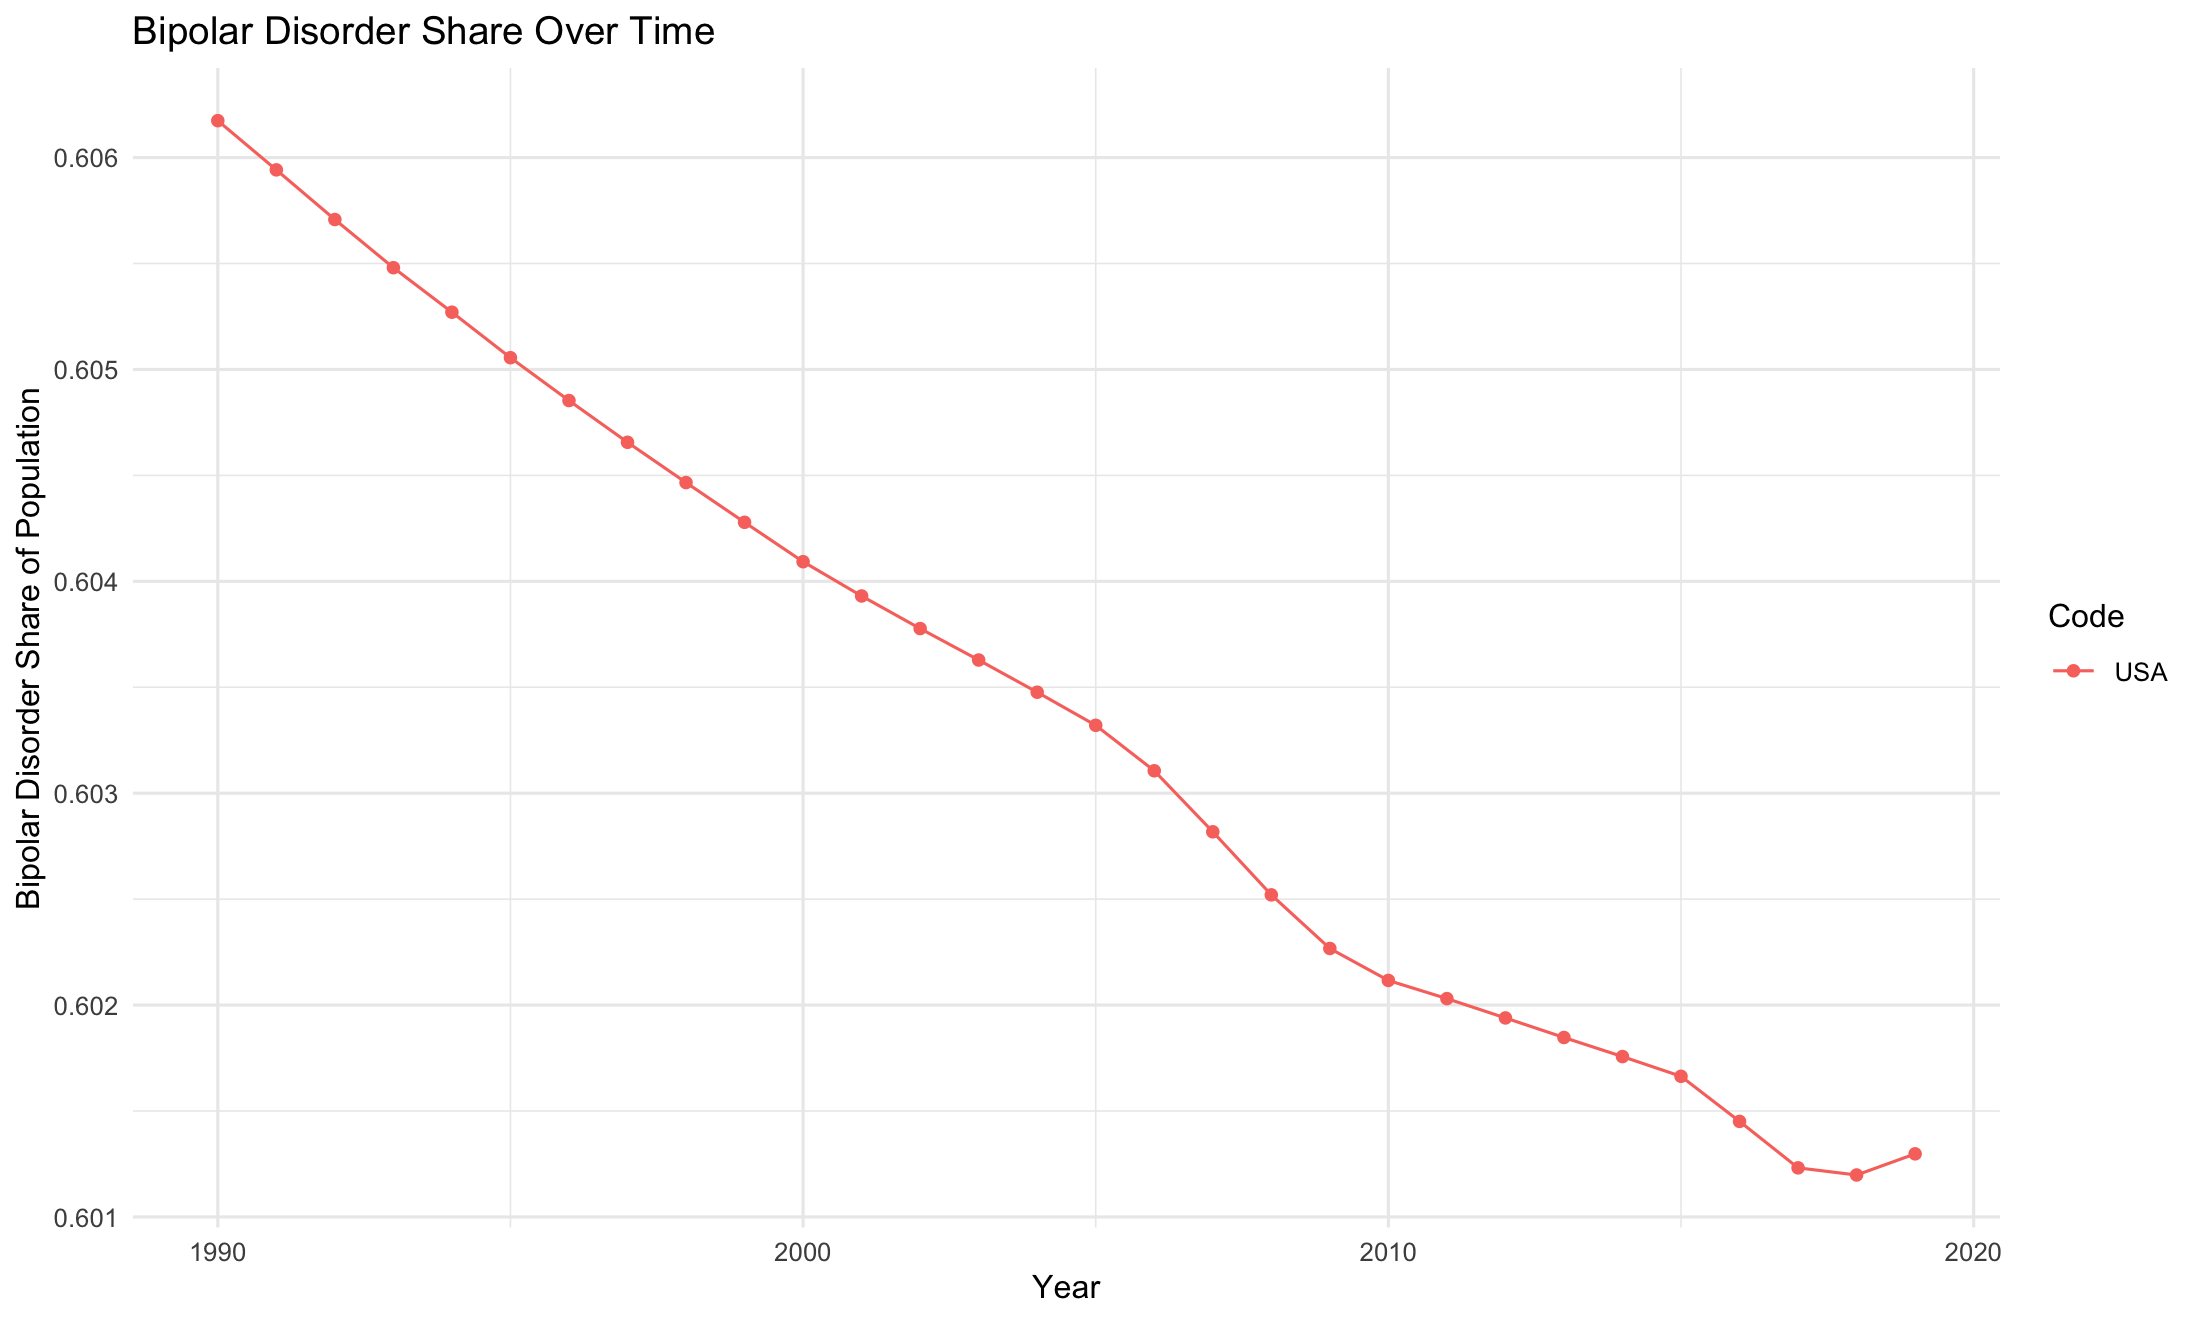 Bipolar Disorder Share Over Time
Bipolar Disorder Share of Population
0.606
0.605
0.604
0.603
0.602
0.601
1990
2000
2010
2020
Year
Code
USA